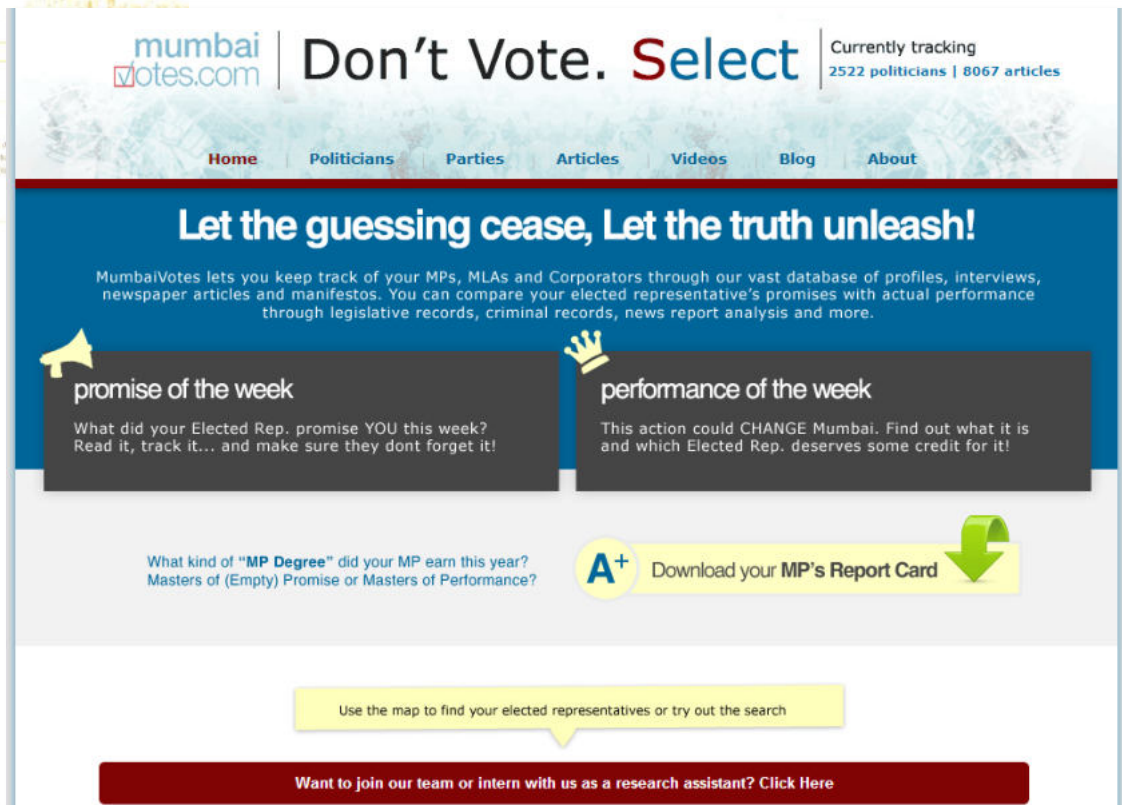 mumbai
votes.com
Don't Vote. Select
Currently tracking
2522 politicians | 8067 articles
Home | Politicians | Parties | Articles | Videos | Blog | About
Let the guessing cease, Let the truth unleash!
MumbaiVotes lets you keep track of your MPs, MLAs and Corporators through our vast database of profiles, interviews,
newspaper articles and manifestos. You can compare your elected representative's promises with actual performance
through legislative records, criminal records, news report analysis and more.
promise of the week
What did your Elected Rep. promise YOU this week?
Read it, track it... and make sure they dont forget it!
performance of the week
This action could CHANGE Mumbai. Find out what it is
and which Elected Rep. deserves some credit for it!
What kind of "MP Degree" did your MP earn this year?
Masters of (Empty) Promise or Masters of Performance?
A+ Download your MP's Report Card
Use the map to find your elected representatives or try out the search
Want to join our team or intern with us as a research assistant? Click Here